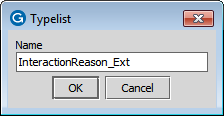 Typelist
Name
InteractionReason_Ext
OK Cancel